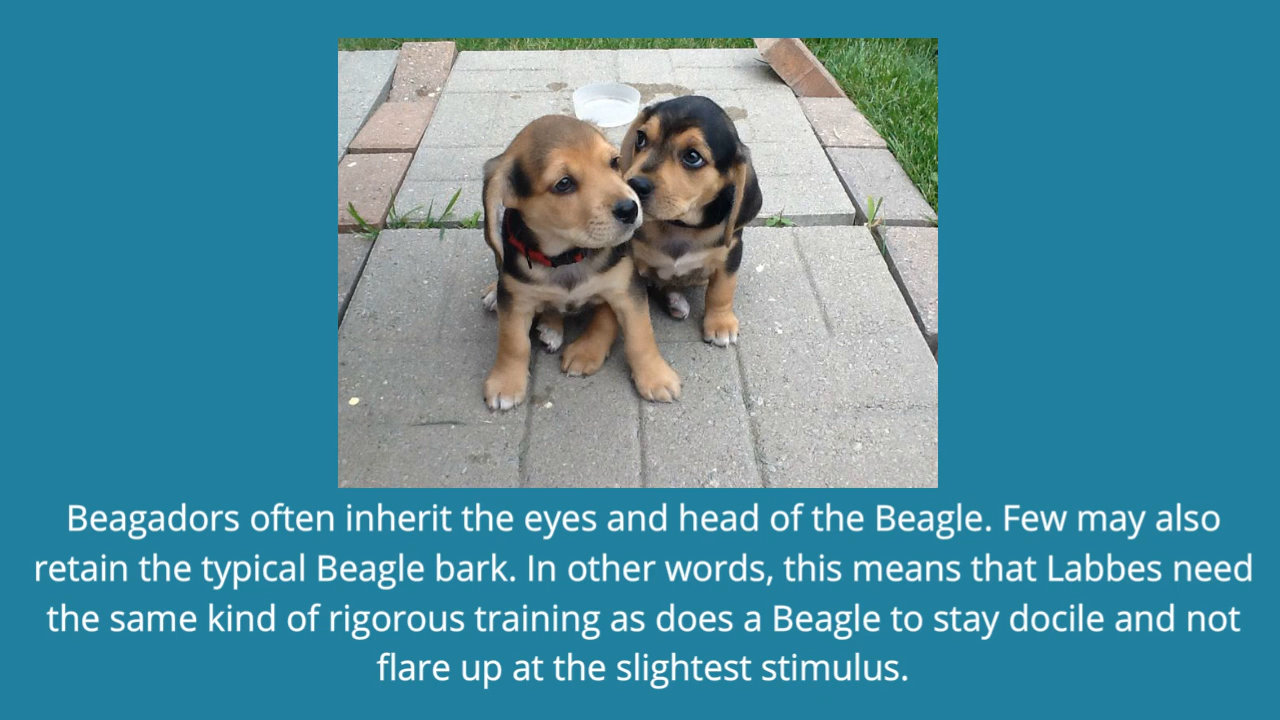 Beagadors often inherit the eyes and head of the Beagle. Few may also
retain the typical Beagle bark. In other words, this means that Labbes need
the same kind of rigorous training as does a Beagle to stay docile and not
flare up at the slightest stimulus.